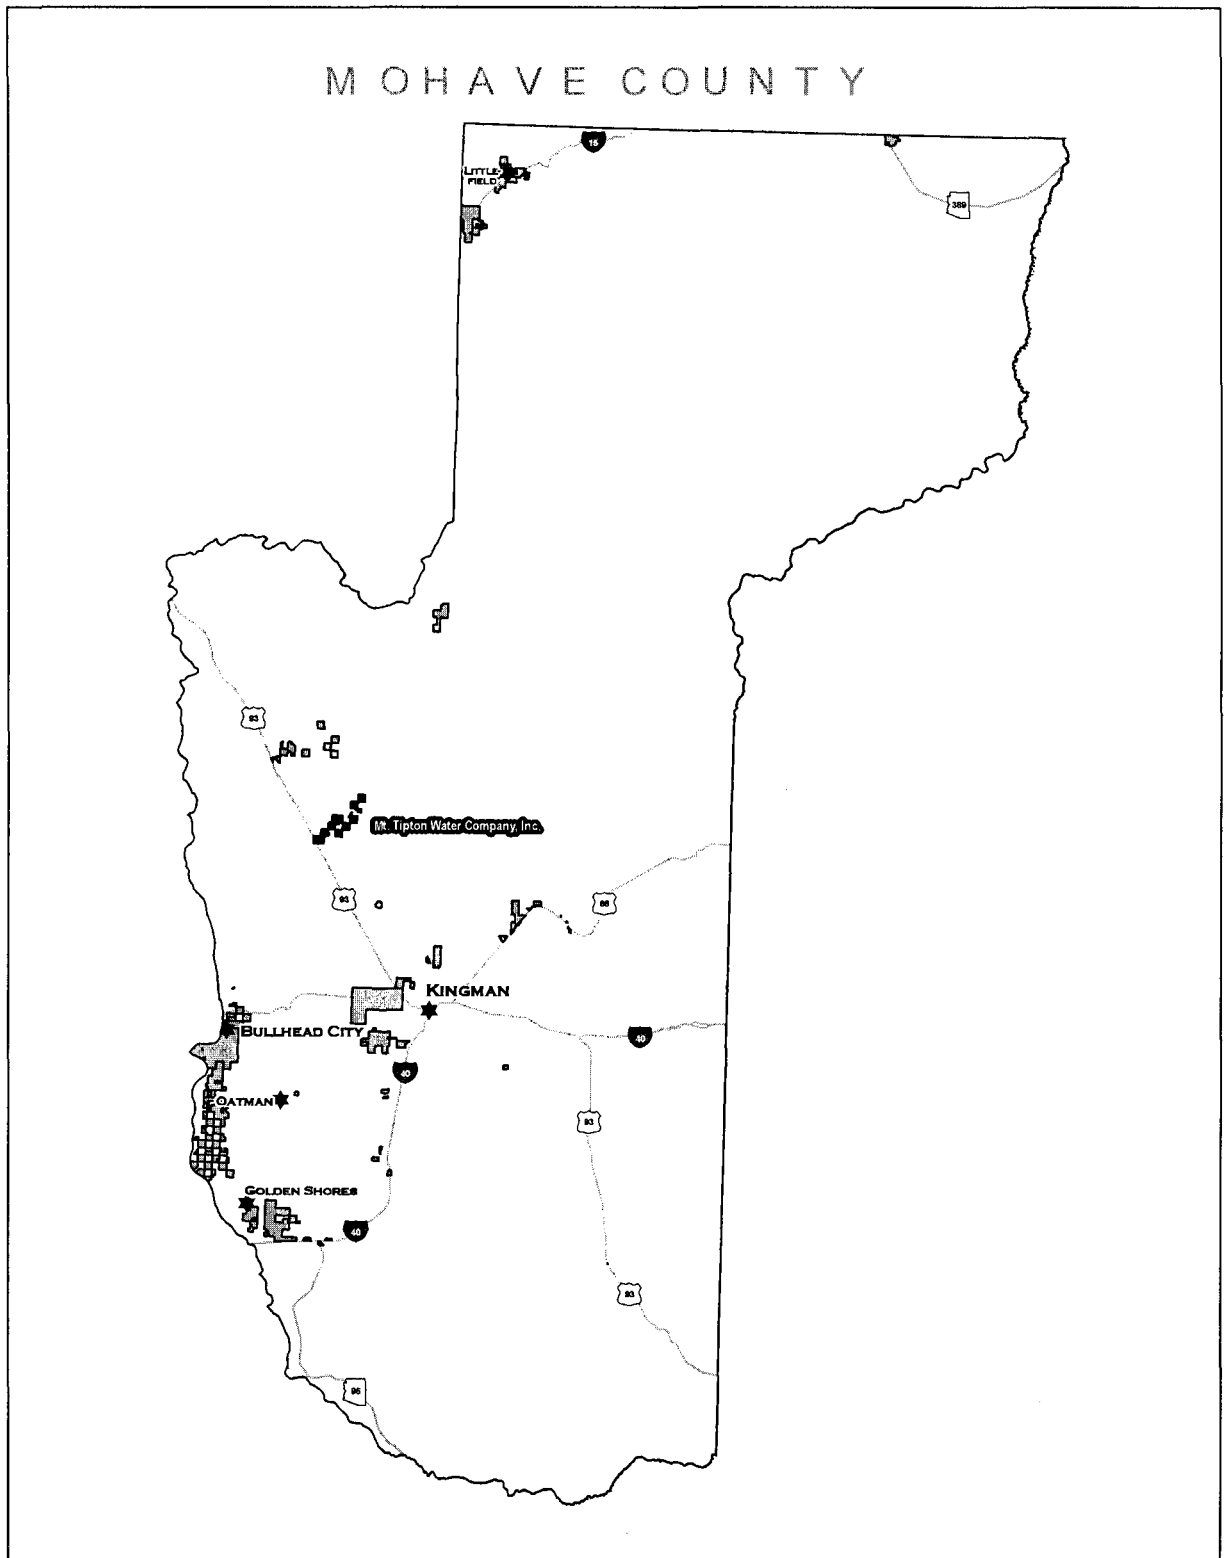 MOHAVE COUNTY
15
LITTLE-
FIELD
389
93
Mt. Tipton Water Company, Inc.
93
66
KINGMAN
BULLHEAD CITY
40
40
OATMAN
93
GOLDEN SHORES
40
93
95